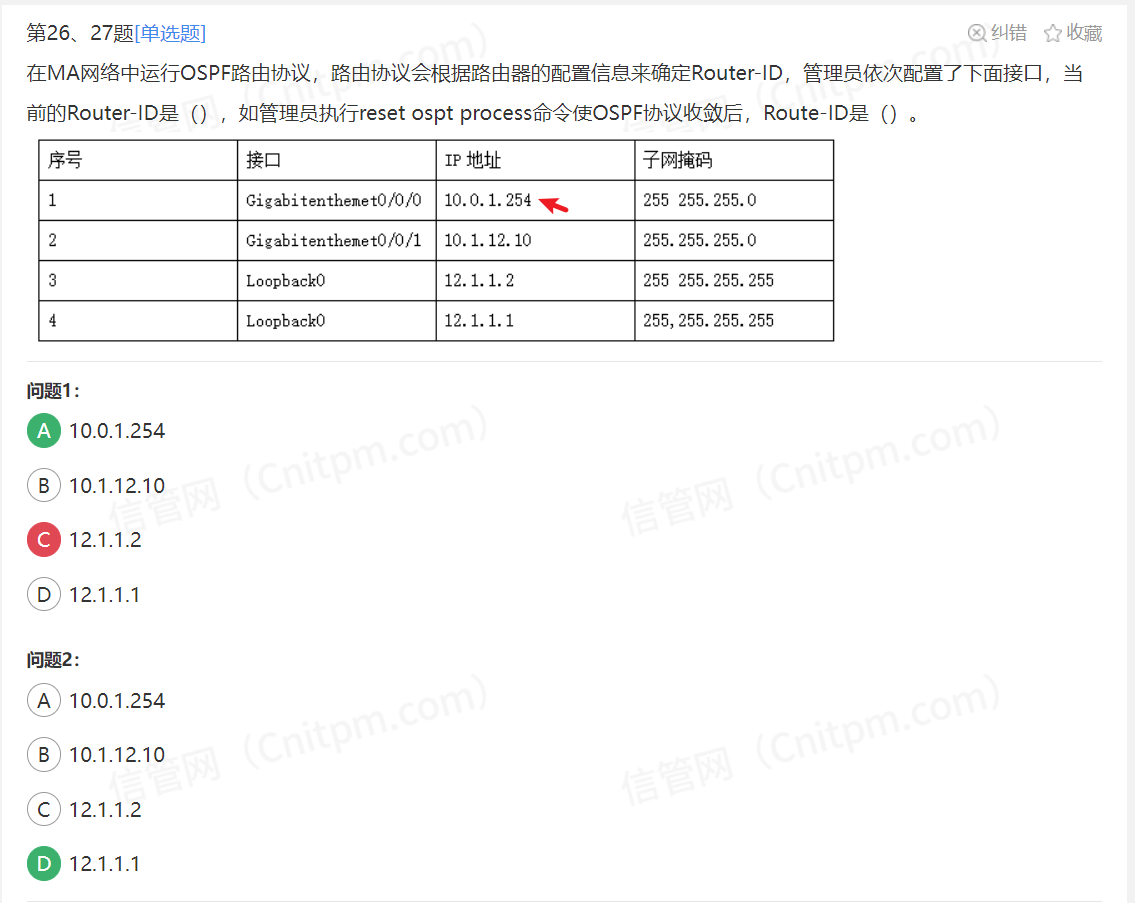 第26、27题[单选题] 纠错 收藏
在MA网络中运行OSPF路由协议，路由协议会根据路由器的配置信息来确定Router-ID，管理员依次配置了下面接口，当
前的Router-ID是（），如管理员执行reset ospt process命令使OSPF协议收敛后，Route-ID是（）。
序号 接口 IP 地址 子网掩码
1 Gigabitenthemet0/0/0 10.0.1.254 255 255.255.0
2 Gigabitenthemet0/0/1 10.1.12.10 255.255.255.0
3 Loopback0 12.1.1.2 255 255.255.255
4 Loopback0 12.1.1.1 255,255.255.255
问题1：
A 10.0.1.254
B 10.1.12.10
C 12.1.1.2
D 12.1.1.1
问题2：
A 10.0.1.254
B 10.1.12.10
C 12.1.1.2
D 12.1.1.1
信管网（Cnitpm.com）
信管网（Cnitpm.com）
信管网（Cnitpm.com）
信管网（Cnitpm.com）